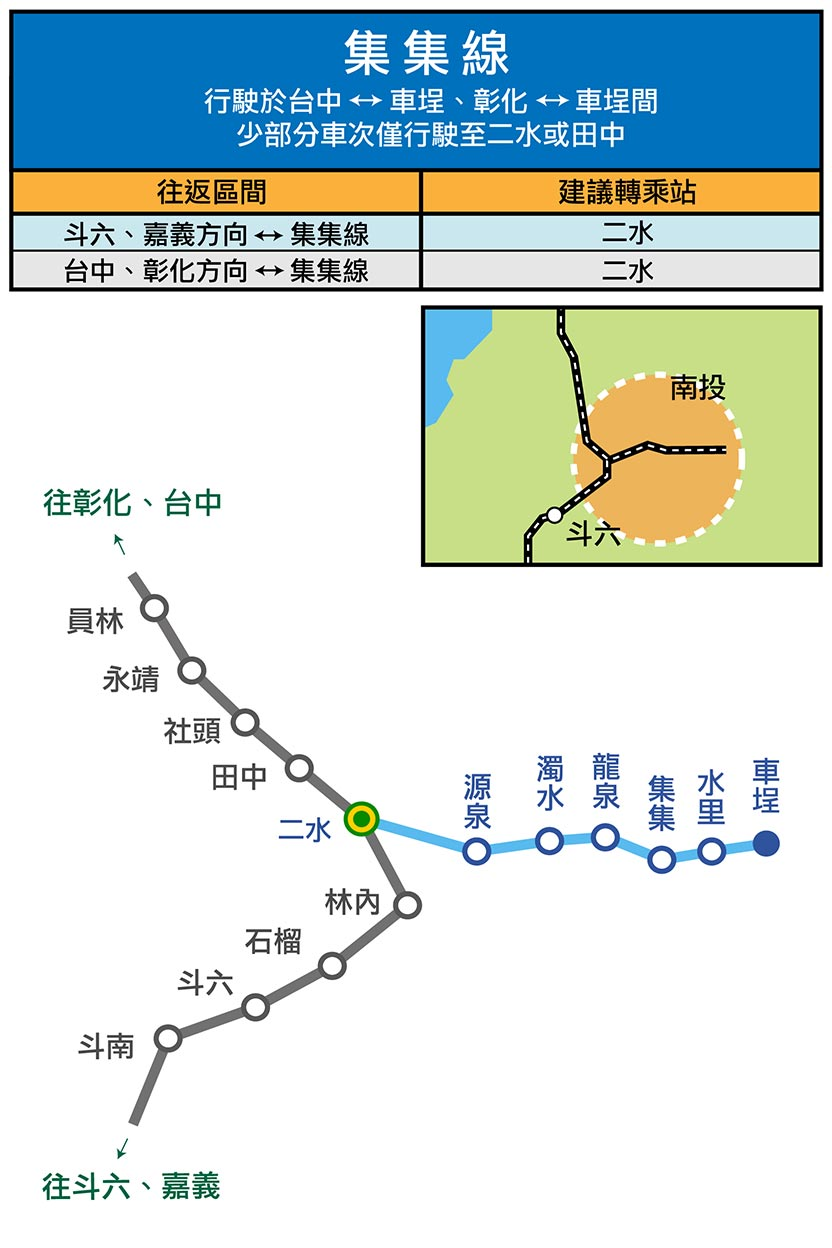 集集線
行駛於台中↔車埕、彰化↔車埕間
少部分車次僅行駛至二水或田中
往返區間
建議轉乘站
斗六、嘉義方向↔集集線
二水
台中、彰化方向↔集集線
二水
南投
斗六
往彰化、台中
員林
永靖
社頭
田中
二水
源泉
濁水
龍泉
集集
水里
車埕
林內
石榴
斗六
斗南
往斗六、嘉義